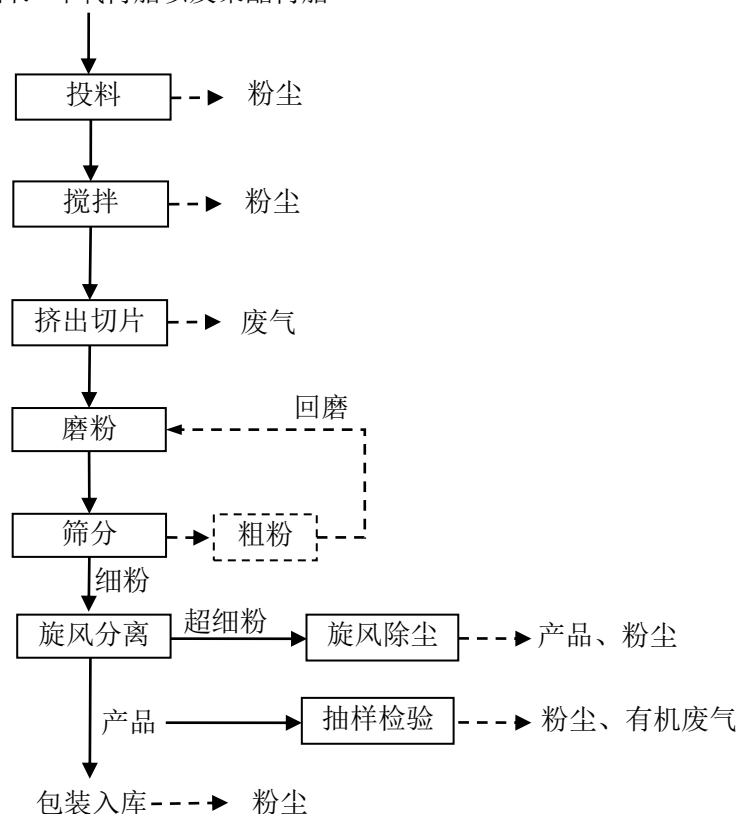 投料
粉尘
搅拌
粉尘
挤出切片
废气
回磨
磨粉
筛分
粗粉
细粉
旋风分离
超细粉
旋风除尘
产品、粉尘
产品
抽样检验
粉尘、有机废气
包装入库
粉尘